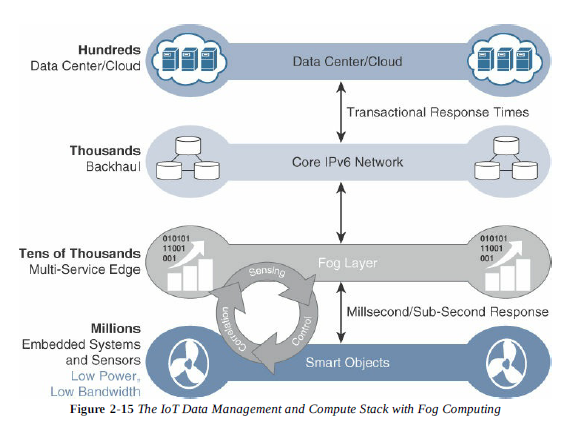 Hundreds
Data Center/Cloud
Data Center/Cloud
Transactional Response Times
Thousands
Backhaul
Core IPv6 Network
Tens of Thousands
Multi-Service Edge
010101
11001
001
Fog Layer
010101
11001
001
Sensing
Control
Correlation
Millsecond/Sub-Second Response
Millions
Embedded Systems
and Sensors
Low Power,
Low Bandwidth
Smart Objects
Figure 2-15 The IoT Data Management and Compute Stack with Fog Computing